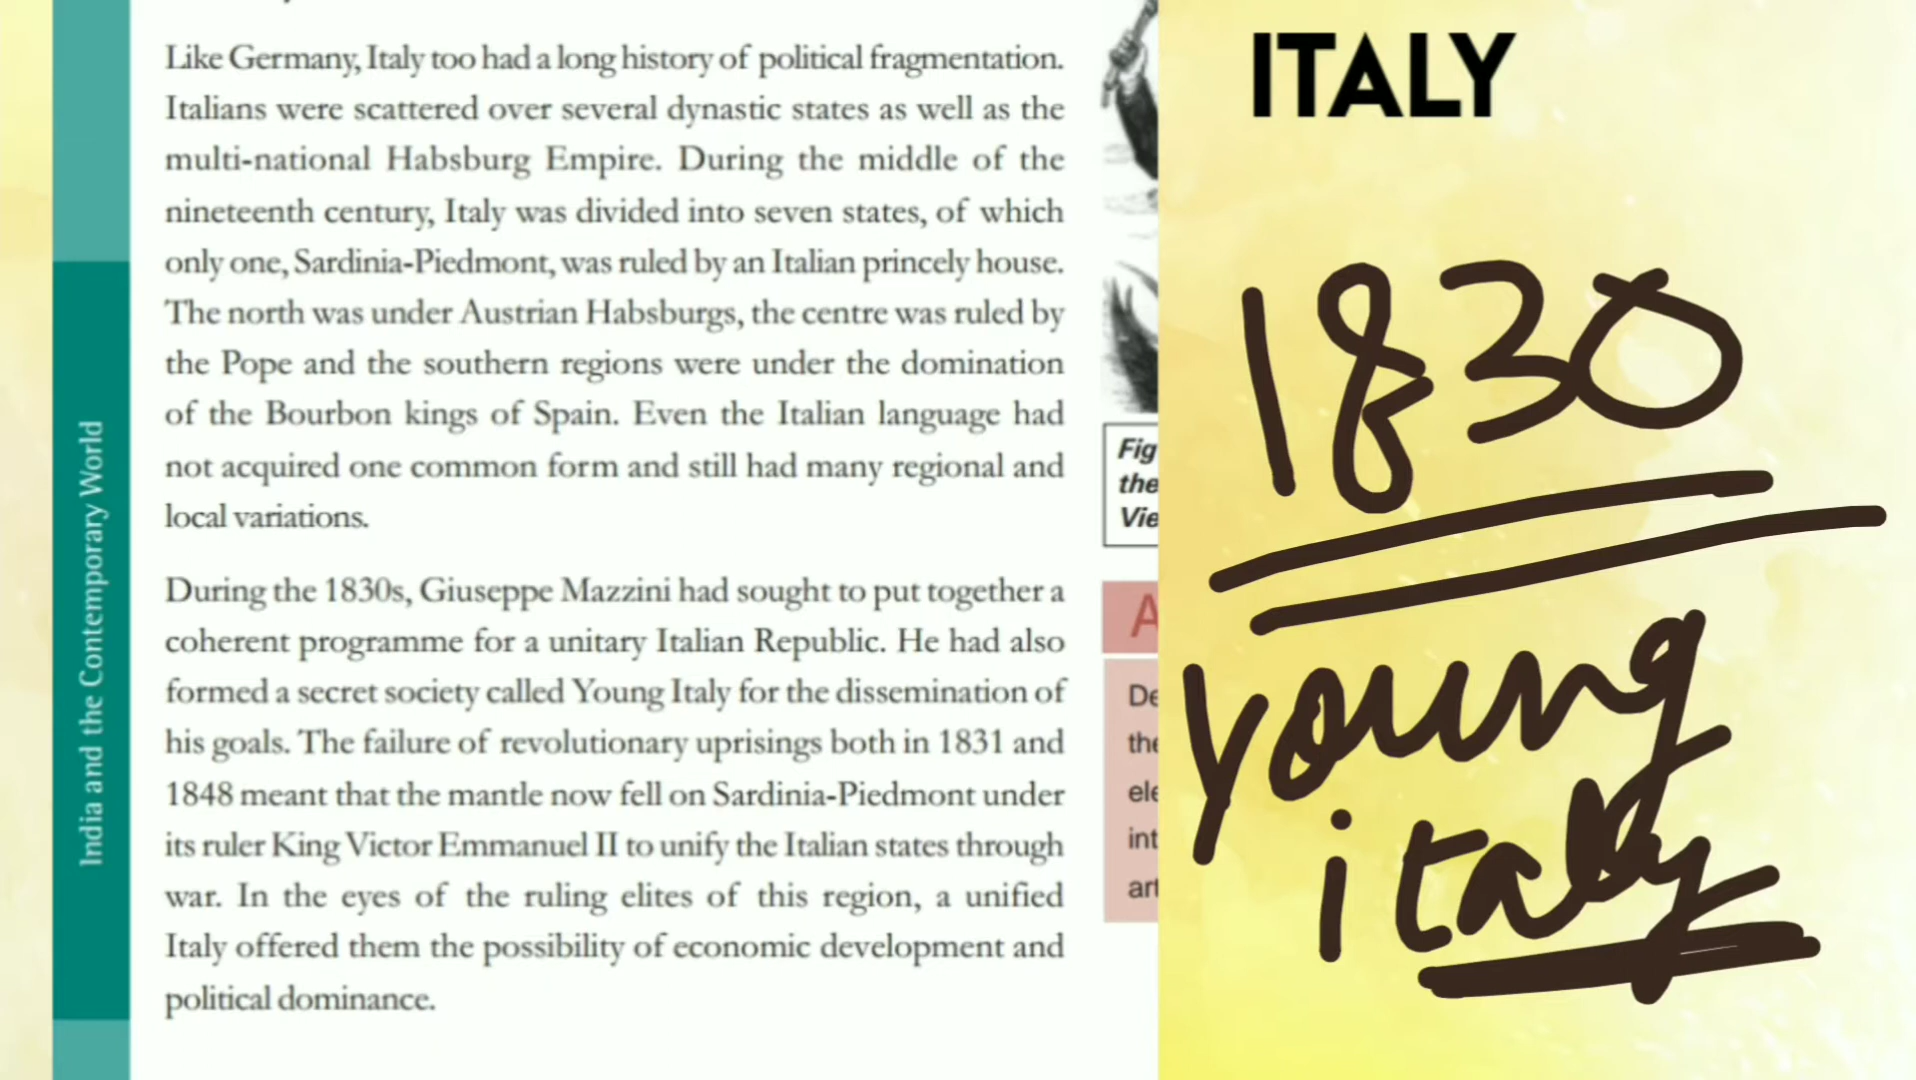 Like Germany, Italy too had a long history of political fragmentation.
Italians were scattered over several dynastic states as well as the
multi-national Habsburg Empire. During the middle of the
nineteenth century, Italy was divided into seven states, of which
only one, Sardinia-Piedmont, was ruled by an Italian princely house.
The north was under Austrian Habsburgs, the centre was ruled by
the Pope and the southern regions were under the domination
of the Bourbon kings of Spain. Even the Italian language had
not acquired one common form and still had many regional and
local variations.
During the 1830s, Giuseppe Mazzini had sought to put together a
coherent programme for a unitary Italian Republic. He had also
formed a secret society called Young Italy for the dissemination of
his goals. The failure of revolutionary uprisings both in 1831 and
1848 meant that the mantle now fell on Sardinia-Piedmont under
its ruler King Victor Emmanuel II to unify the Italian states through
war. In the eyes of the ruling elites of this region, a unified
Italy offered them the possibility of economic development and
political dominance.
India and the Contemporary World
Fig
the
Vie
A
De
the
ele
int
art
ITALY
1830
young
italy